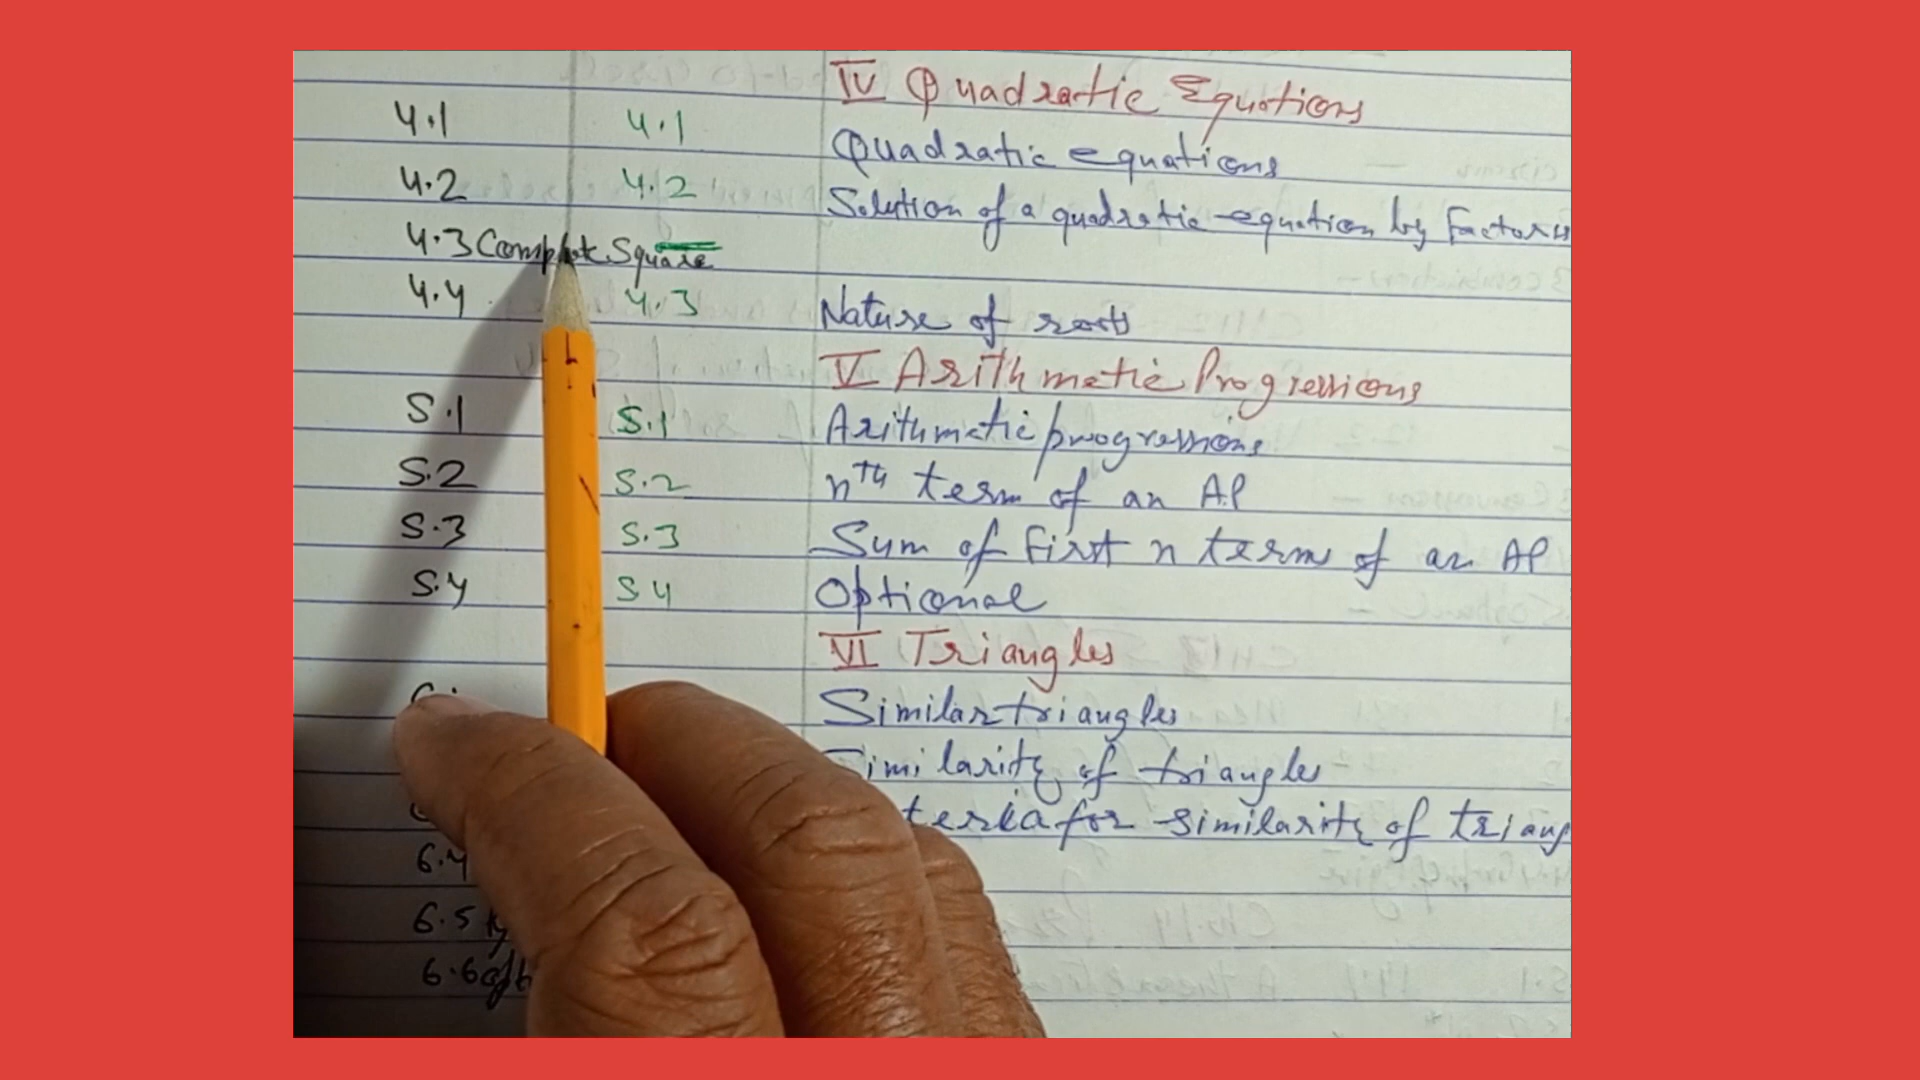 IV Quadratic Equations
4.1 4.1 Quadratic equations
4.2 4.2 Solution of a quadratic equation by Factoris
4.3 Complete Square
4.4 4.3 Nature of roots
V Arithmetic Progressions
5.1 5.1 Arithmetic progressions
5.2 5.2 nth term of an A.P
5.3 5.3 Sum of First n term of an AP
5.4 5.4 Optional
VI Triangles
Similar triangles
Similarity of triangles
teria for similarity of triang
6.4
6.5
6.6